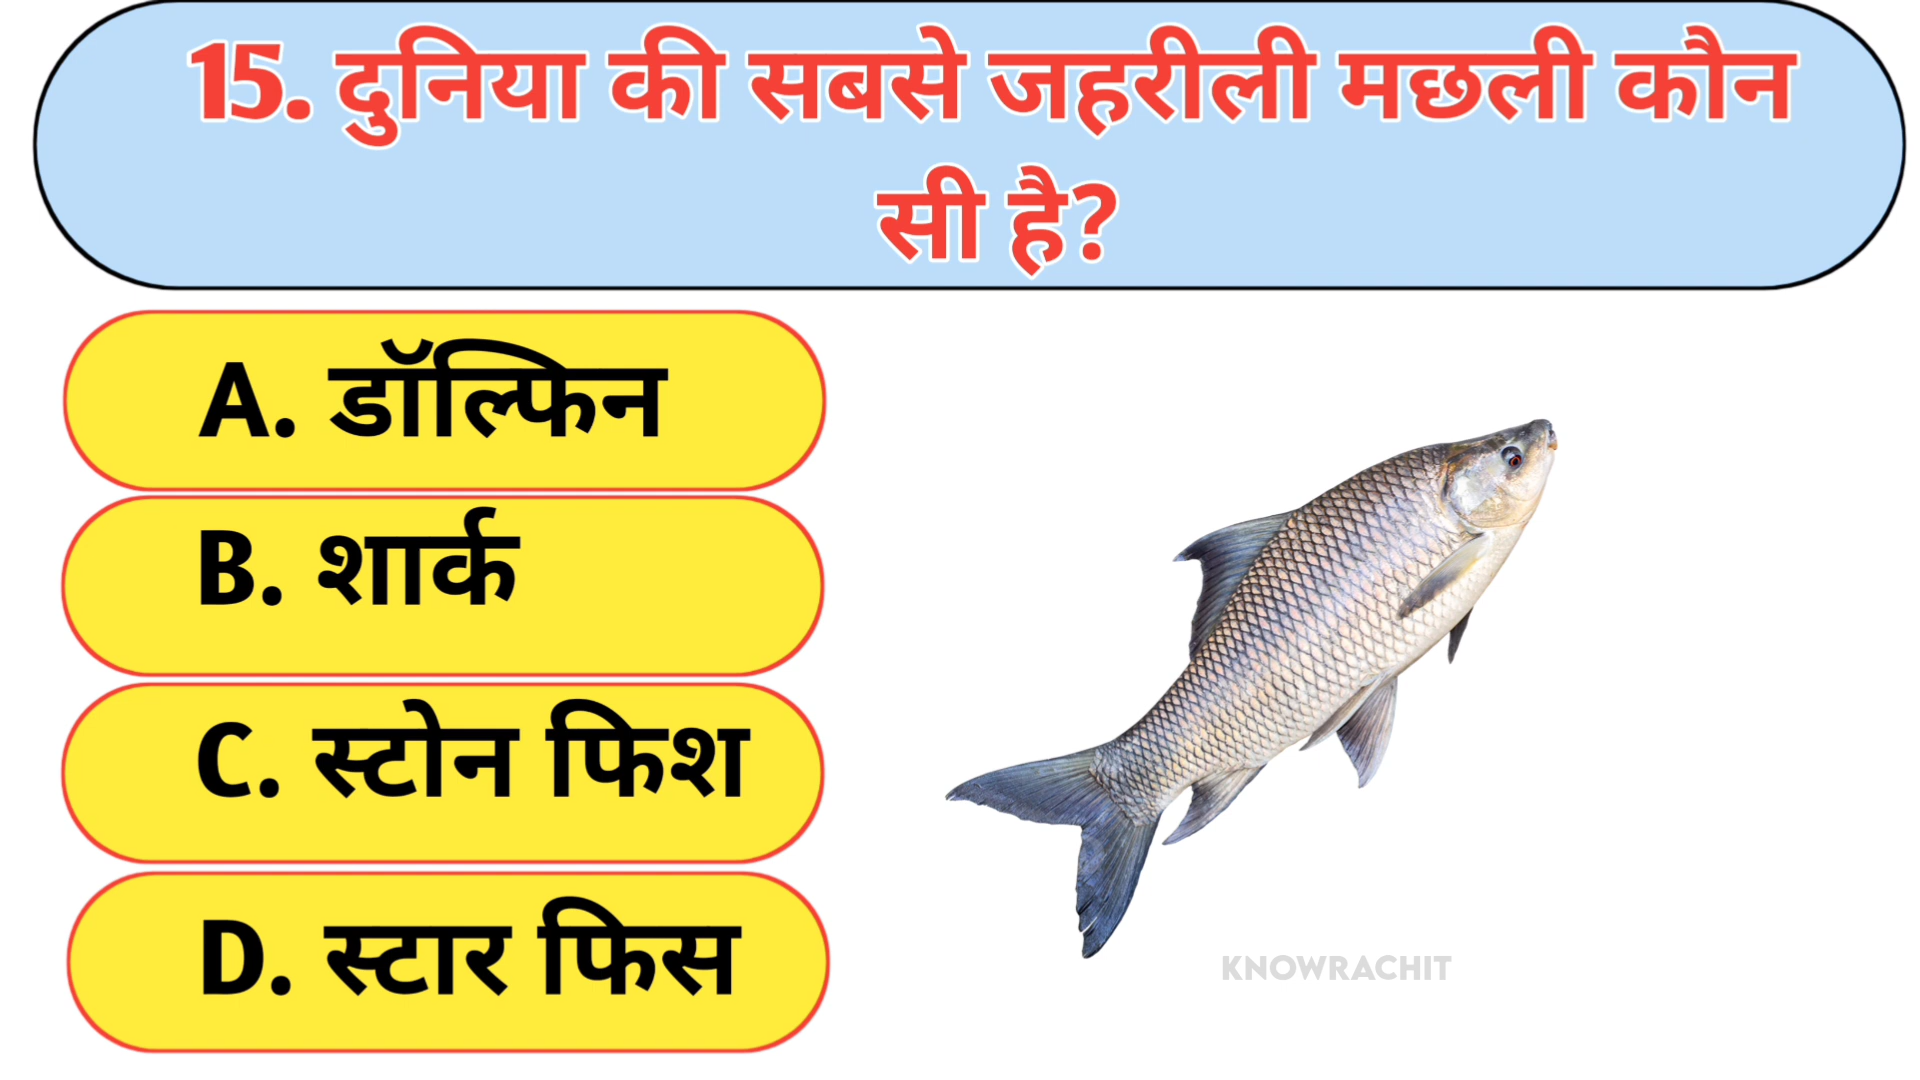 15. दुनिया की सबसे जहरीली मछली कौन
सी है?
A. डॉल्फिन
B. शार्क
C. स्टोन फिश
D. स्टार फिस
KNOWRACHIT